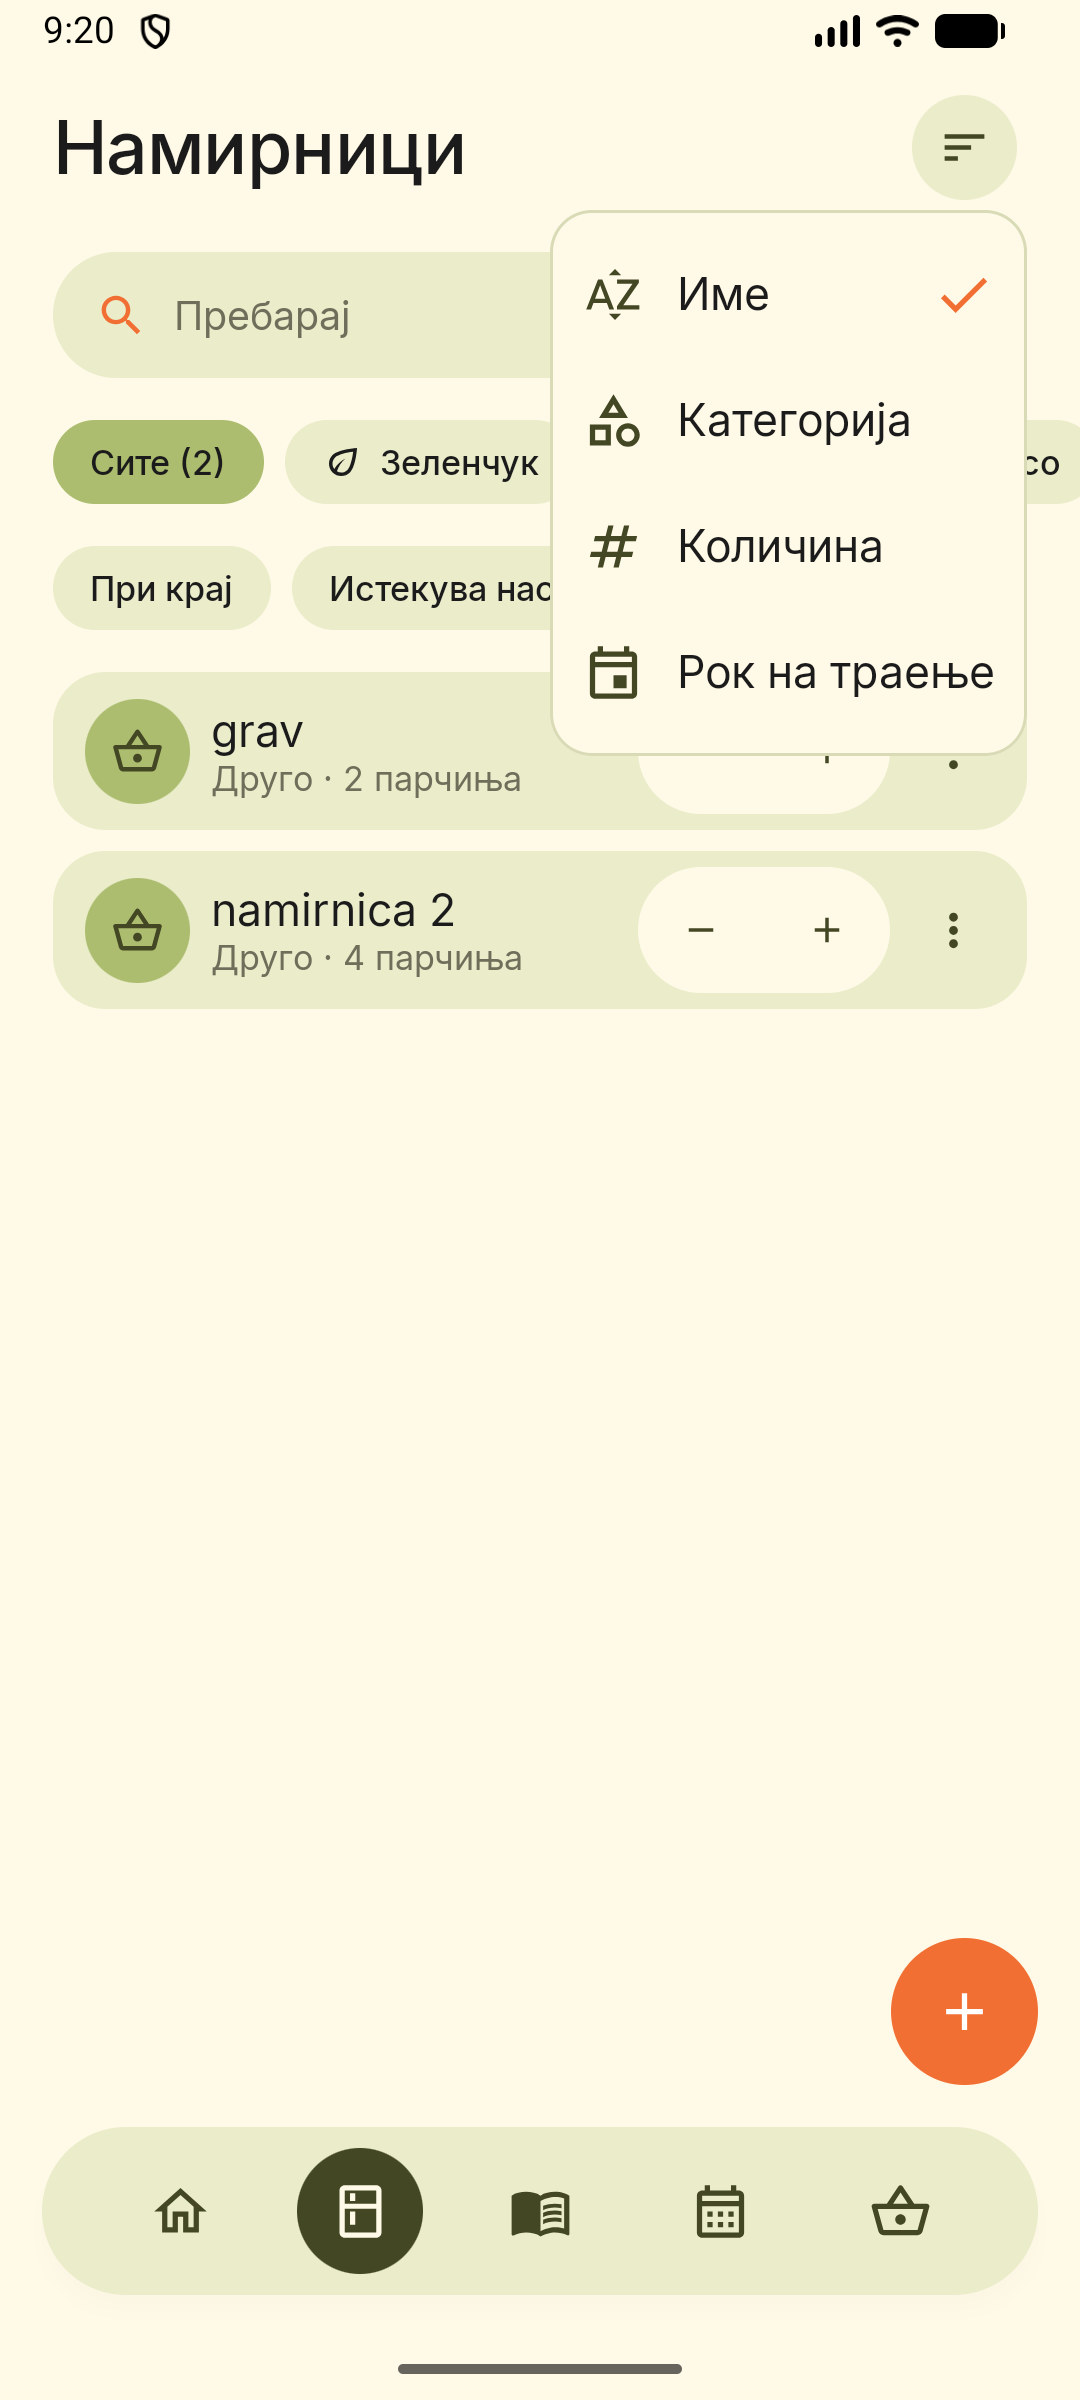 9:20
Намирници
Пребарај
Име
Категорија
Количина
Рок на траење
Сите (2)
Зеленчук
При крај
Истекува
grav
Друго · 2 парчиња
namirnica 2
Друго · 4 парчиња